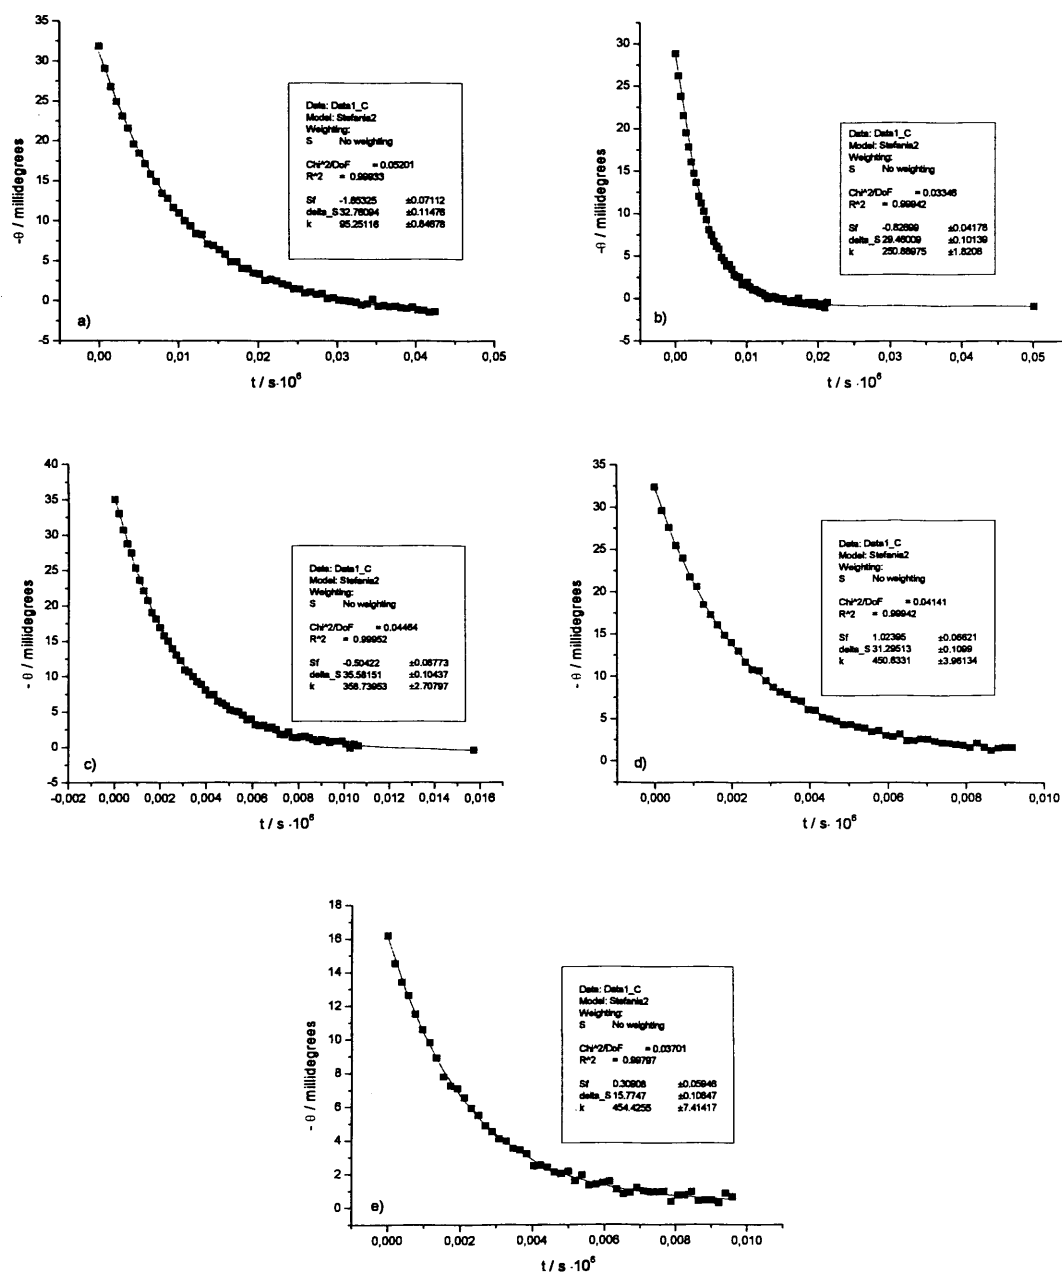 35
30
25
20
15
10
5
0
-5
-θ / millidegrees
Data: Data1_C
Model: Stefania2
Weighting:
S No weighting
Chi^2/DoF = 0.05201
R^2 = 0.99933
Sf -1.85325 ±0.07112
delta_S 32.76094 ±0.11476
k 95.25116 ±0.84678
a)
0,00 0,01 0,02 0,03 0,04 0,05
t / s·10⁶
30
25
20
15
10
5
0
-5
-θ / millidegrees
Data: Data1_C
Model: Stefania2
Weighting:
S No weighting
Chi^2/DoF = 0.03346
R^2 = 0.99942
Sf -0.82699 ±0.04178
delta_S 29.46009 ±0.10139
k 250.88975 ±1.8208
b)
0,00 0,01 0,02 0,03 0,04 0,05
t / s·10⁶
40
35
30
25
20
15
10
5
0
-5
- θ / millidegrees
Data: Data1_C
Model: Stefania2
Weighting:
S No weighting
Chi^2/DoF = 0.04464
R^2 = 0.99952
Sf -0.50422 ±0.06773
delta_S 35.58151 ±0.10437
k 358.73953 ±2.70797
c)
-0,002 0,000 0,002 0,004 0,006 0,008 0,010 0,012 0,014 0,016
t / s ·10⁶
35
30
25
20
15
10
5
0
- θ / millidegrees
Data: Data1_C
Model: Stefania2
Weighting:
S No weighting
Chi^2/DoF = 0.04141
R^2 = 0.99942
Sf 1.02395 ±0.06621
delta_S 31.29513 ±0.1099
k 450.6331 ±3.96134
d)
0,000 0,002 0,004 0,006 0,008 0,010
t / s· 10⁶
18
16
14
12
10
8
6
4
2
0
- θ / millidegrees
Data: Data1_C
Model: Stefania2
Weighting:
S No weighting
Chi^2/DoF = 0.03701
R^2 = 0.99797
Sf 0.30908 ±0.05946
delta_S 15.7747 ±0.10847
k 454.4255 ±7.41417
e)
0,000 0,002 0,004 0,006 0,008 0,010
t / s ·10⁶